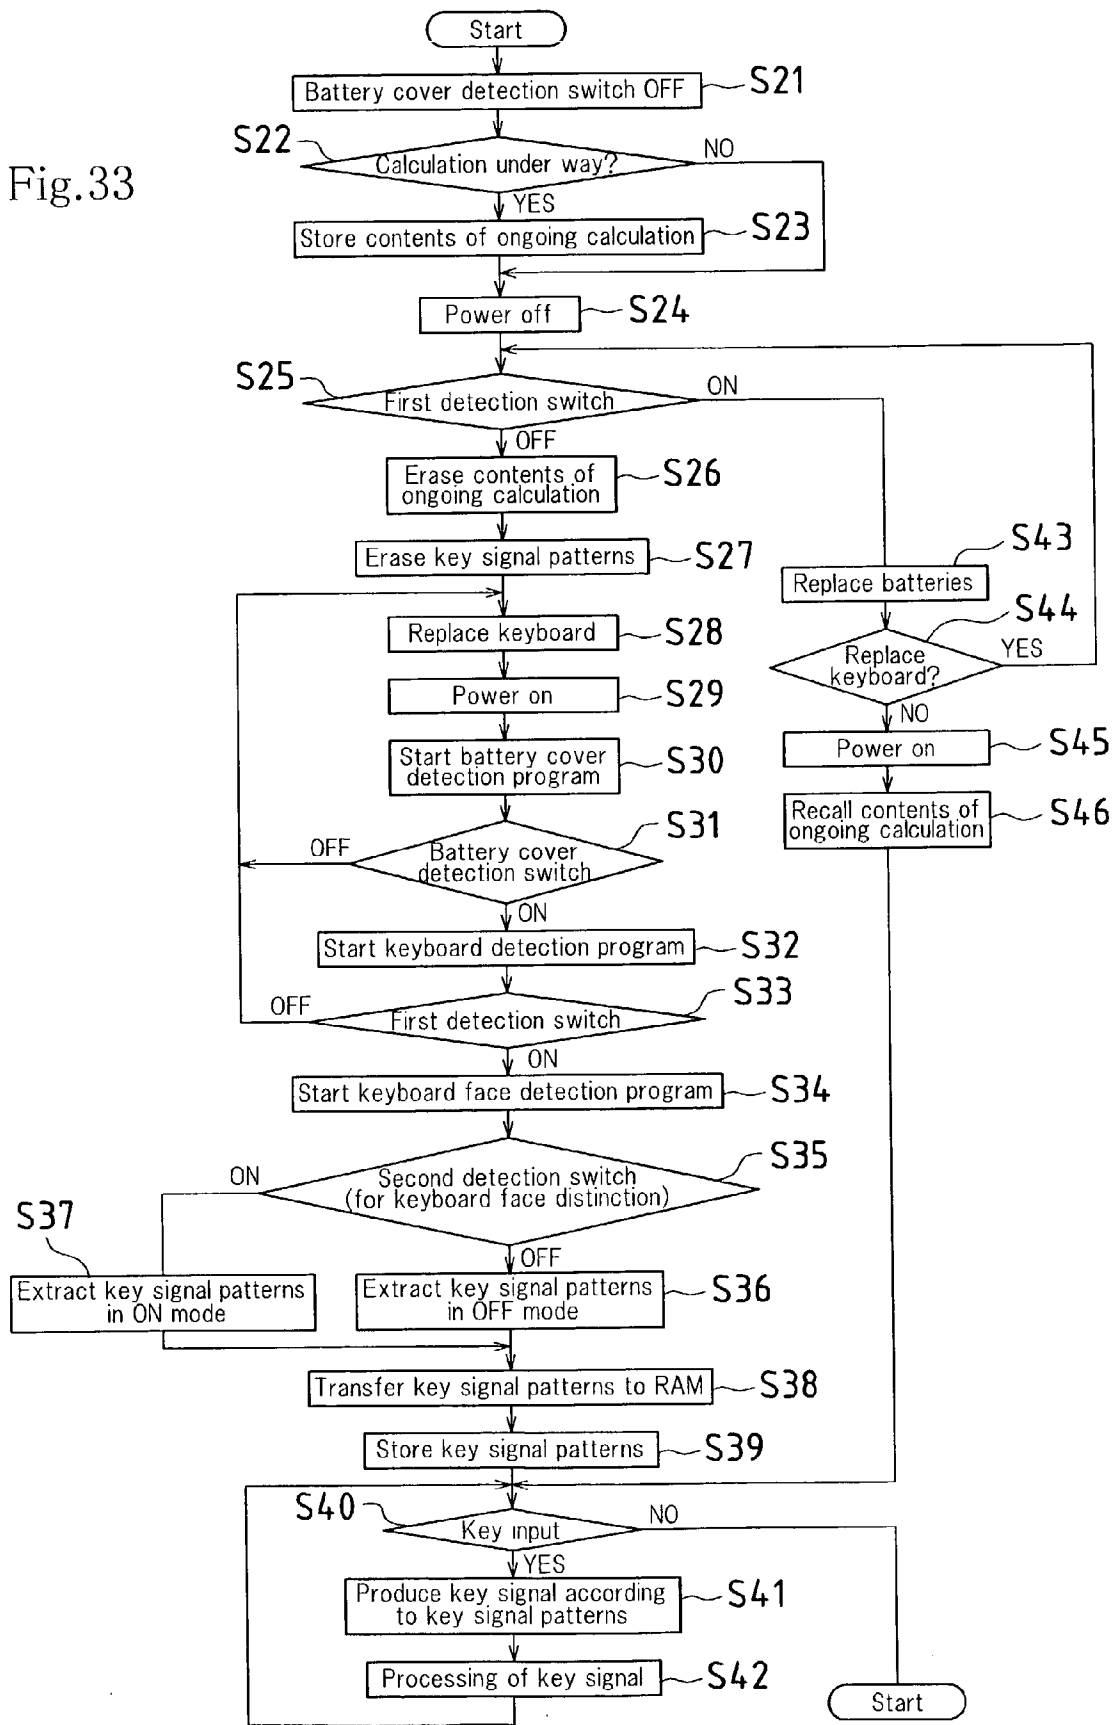 Start
Battery cover detection switch OFF
S21
S22
Calculation under way?
NO
Fig.33
YES
Store contents of ongoing calculation
S23
Power off
S24
S25
First detection switch
ON
OFF
Erase contents of
ongoing calculation
S26
Erase key signal patterns
S27
S43
Replace batteries
Replace keyboard
S28
S44
Replace
keyboard?
YES
Power on
S29
NO
Power on
S45
Start battery cover
detection program
S30
Recall contents of
ongoing calculation
S46
S31
OFF
Battery cover
detection switch
ON
Start keyboard detection program
S32
S33
OFF
First detection switch
ON
Start keyboard face detection program
S34
S35
ON
Second detection switch
(for keyboard face distinction)
S37
OFF
Extract key signal patterns
in ON mode
Extract key signal patterns
in OFF mode
S36
Transfer key signal patterns to RAM
S38
Store key signal patterns
S39
S40
Key input
NO
YES
Produce key signal according
to key signal patterns
S41
Processing of key signal
S42
Start